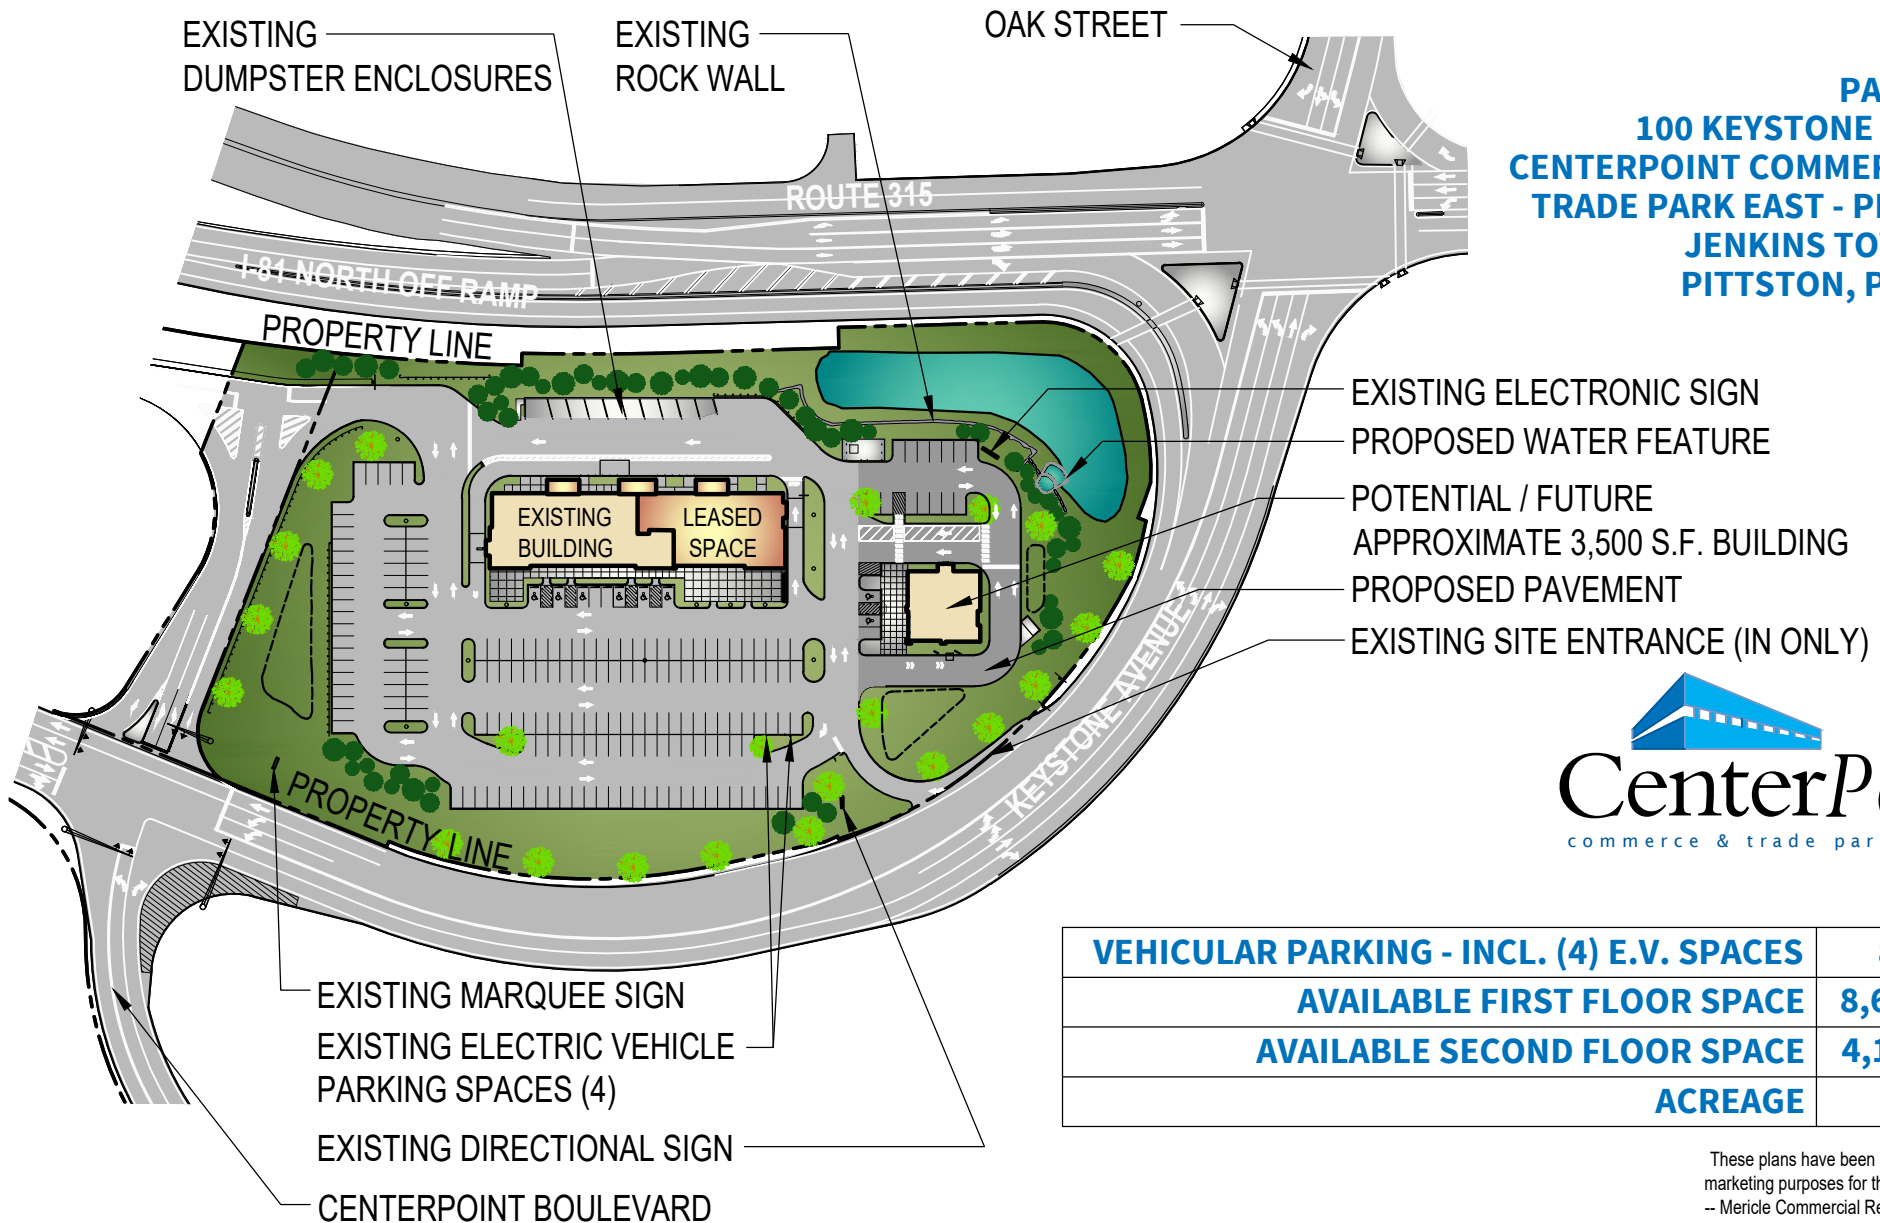 EXISTING
DUMPSTER ENCLOSURES
EXISTING
ROCK WALL
OAK STREET
100 KEYSTONE
CENTERPOINT
TRADE PARK EAST -
JENKINS
PITTSTON,
ROUTE 315
I-81 NORTH OFF RAMP
PROPERTY LINE
EXISTING ELECTRONIC SIGN
PROPOSED WATER FEATURE
POTENTIAL / FUTURE
APPROXIMATE 3,500 S.F. BUILDING
PROPOSED PAVEMENT
EXISTING SITE ENTRANCE (IN ONLY)
EXISTING
BUILDING
LEASED
SPACE
KEYSTONE AVENUE
PROPERTY LINE
commerce & trade
VEHICULAR PARKING - INCL. (4) E.V. SPACES
AVAILABLE FIRST FLOOR SPACE
AVAILABLE SECOND FLOOR SPACE
ACREAGE
EXISTING MARQUEE SIGN
EXISTING ELECTRIC VEHICLE
PARKING SPACES (4)
EXISTING DIRECTIONAL SIGN
CENTERPOINT BOULEVARD
These plans have been
marketing purposes for
-- Mericle Commercial